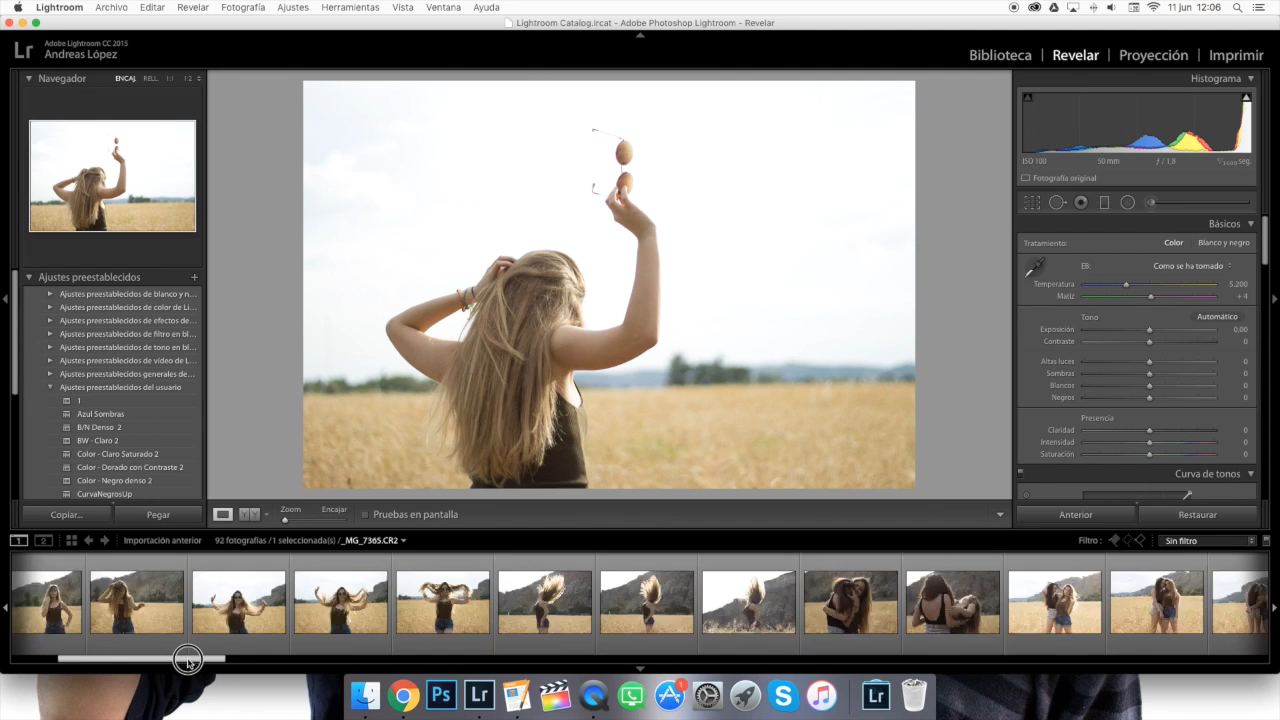 Lightroom Archivo Editar Revelar Fotografía Ajustes Herramientas Vista Ventana Ayuda 11 jun 12:06
Lightroom Catalog.lrcat - Adobe Photoshop Lightroom - Revelar
Lr Adobe Lightroom CC 2015
Andreas López
Biblioteca | Revelar | Proyección | Imprimir
Navegador ENCAJ. RELL. 1:1 1:2
Ajustes preestablecidos +
Ajustes preestablecidos de blanco y n...
Ajustes preestablecidos de color de Li...
Ajustes preestablecidos de efectos de...
Ajustes preestablecidos de filtro en bl...
Ajustes preestablecidos de tono en bl...
Ajustes preestablecidos de vídeo de L...
Ajustes preestablecidos generales de...
Ajustes preestablecidos del usuario
1
Azul Sombras
B/N Denso 2
BW - Claro 2
Color - Claro Saturado 2
Color - Dorado con Contraste 2
Color - Negro denso 2
CurvaNegrosUp
Copiar... Pegar
Histograma
ISO 100 50 mm ƒ / 1,8 seg.
Fotografía original
Básicos
Tratamiento: Color Blanco y negro
EB: Como se ha tomado
Temperatura 5.200
Matiz + 4
Tono Automático
Exposición 0,00
Contraste 0
Altas luces 0
Sombras 0
Blancos 0
Negros 0
Presencia
Claridad 0
Intensidad 0
Saturación 0
Curva de tonos
Anterior Restaurar
Zoom Encajar Pruebas en pantalla
1 2 Importación anterior 92 fotografías /1 seleccionada(s) /_MG_7365.CR2 Filtro : Sin filtro
Ps Lr 1 Lr